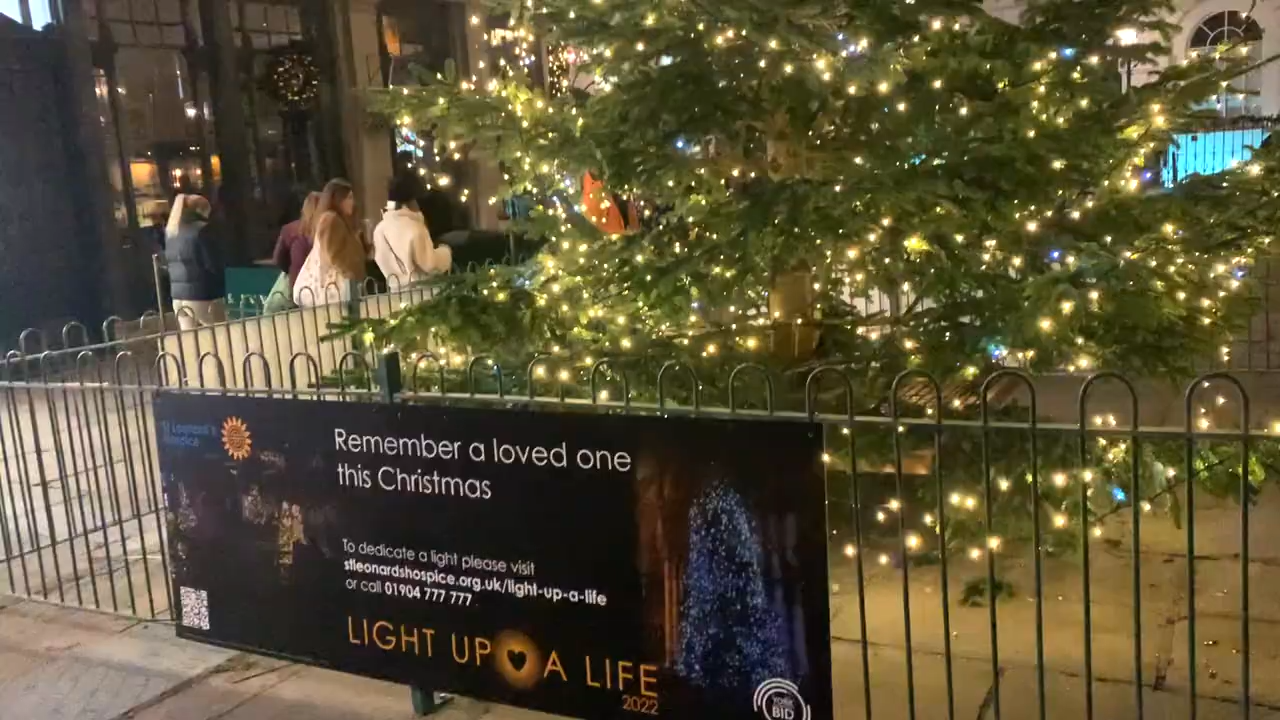 St Leonard's
Hospice
Remember a loved one
this Christmas
To dedicate a light please visit
stleonardshospice.org.uk/light-up-a-life
or call 01904 777 777
LIGHT UP A LIFE
2022
YORK
BID